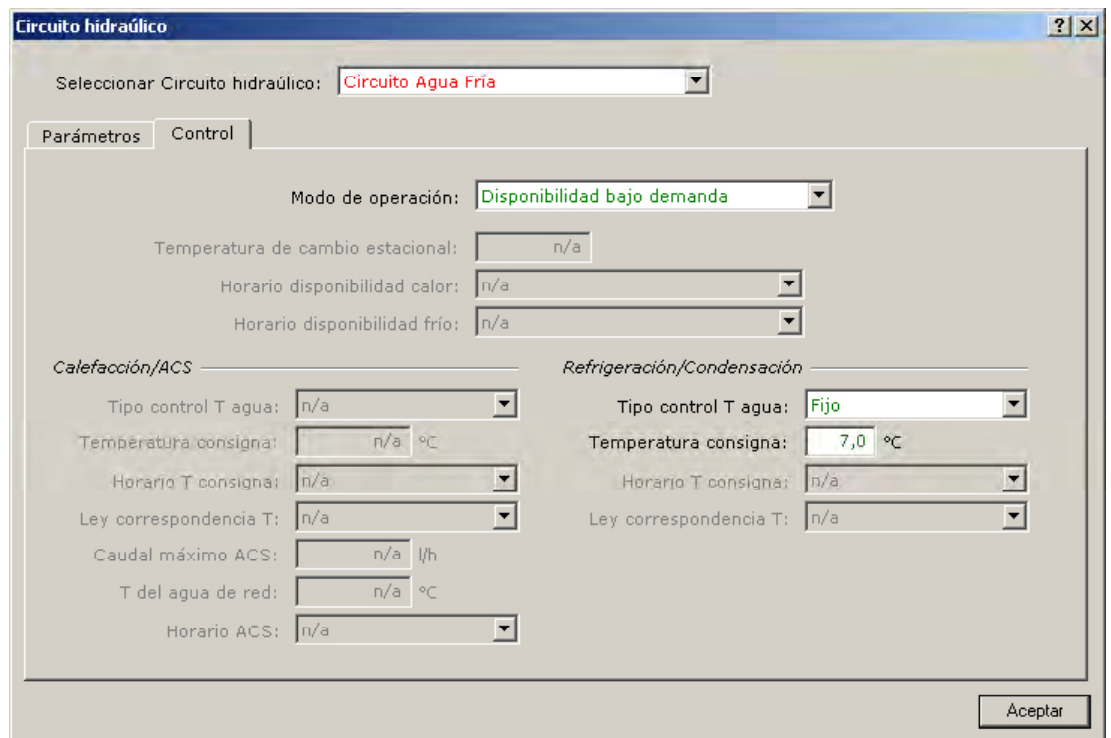 Circuito hidraúlico
Seleccionar Circuito hidraúlico: Circuito Agua Fría
Parámetros Control
Modo de operación: Disponibilidad bajo demanda
Temperatura de cambio estacional: n/a
Horario disponibilidad calor: n/a
Horario disponibilidad frío: n/a
Calefacción/ACS Refrigeración/Condensación
Tipo control T agua: n/a Tipo control T agua: Fijo
Temperatura consigna: n/a ºC Temperatura consigna: 7,0 ºC
Horario T consigna: n/a Horario T consigna: n/a
Ley correspondencia T: n/a Ley correspondencia T: n/a
Caudal máximo ACS: n/a l/h
T del agua de red: n/a ºC
Horario ACS: n/a
Aceptar